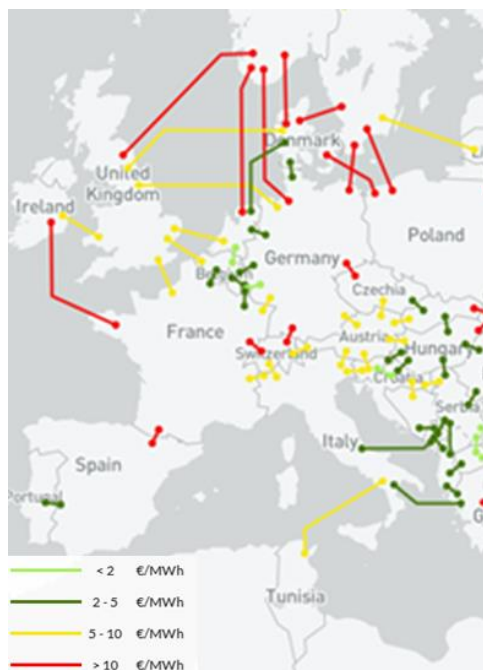 Denmark
United
Kingdom
Ireland
Poland
Germany
Czechia
France
Austria
Hungary
Switzerland
Croatia
Serbia
Italy
Spain
Portugal
Tunisia
< 2 €/MWh
2 - 5 €/MWh
5 - 10 €/MWh
> 10 €/MWh